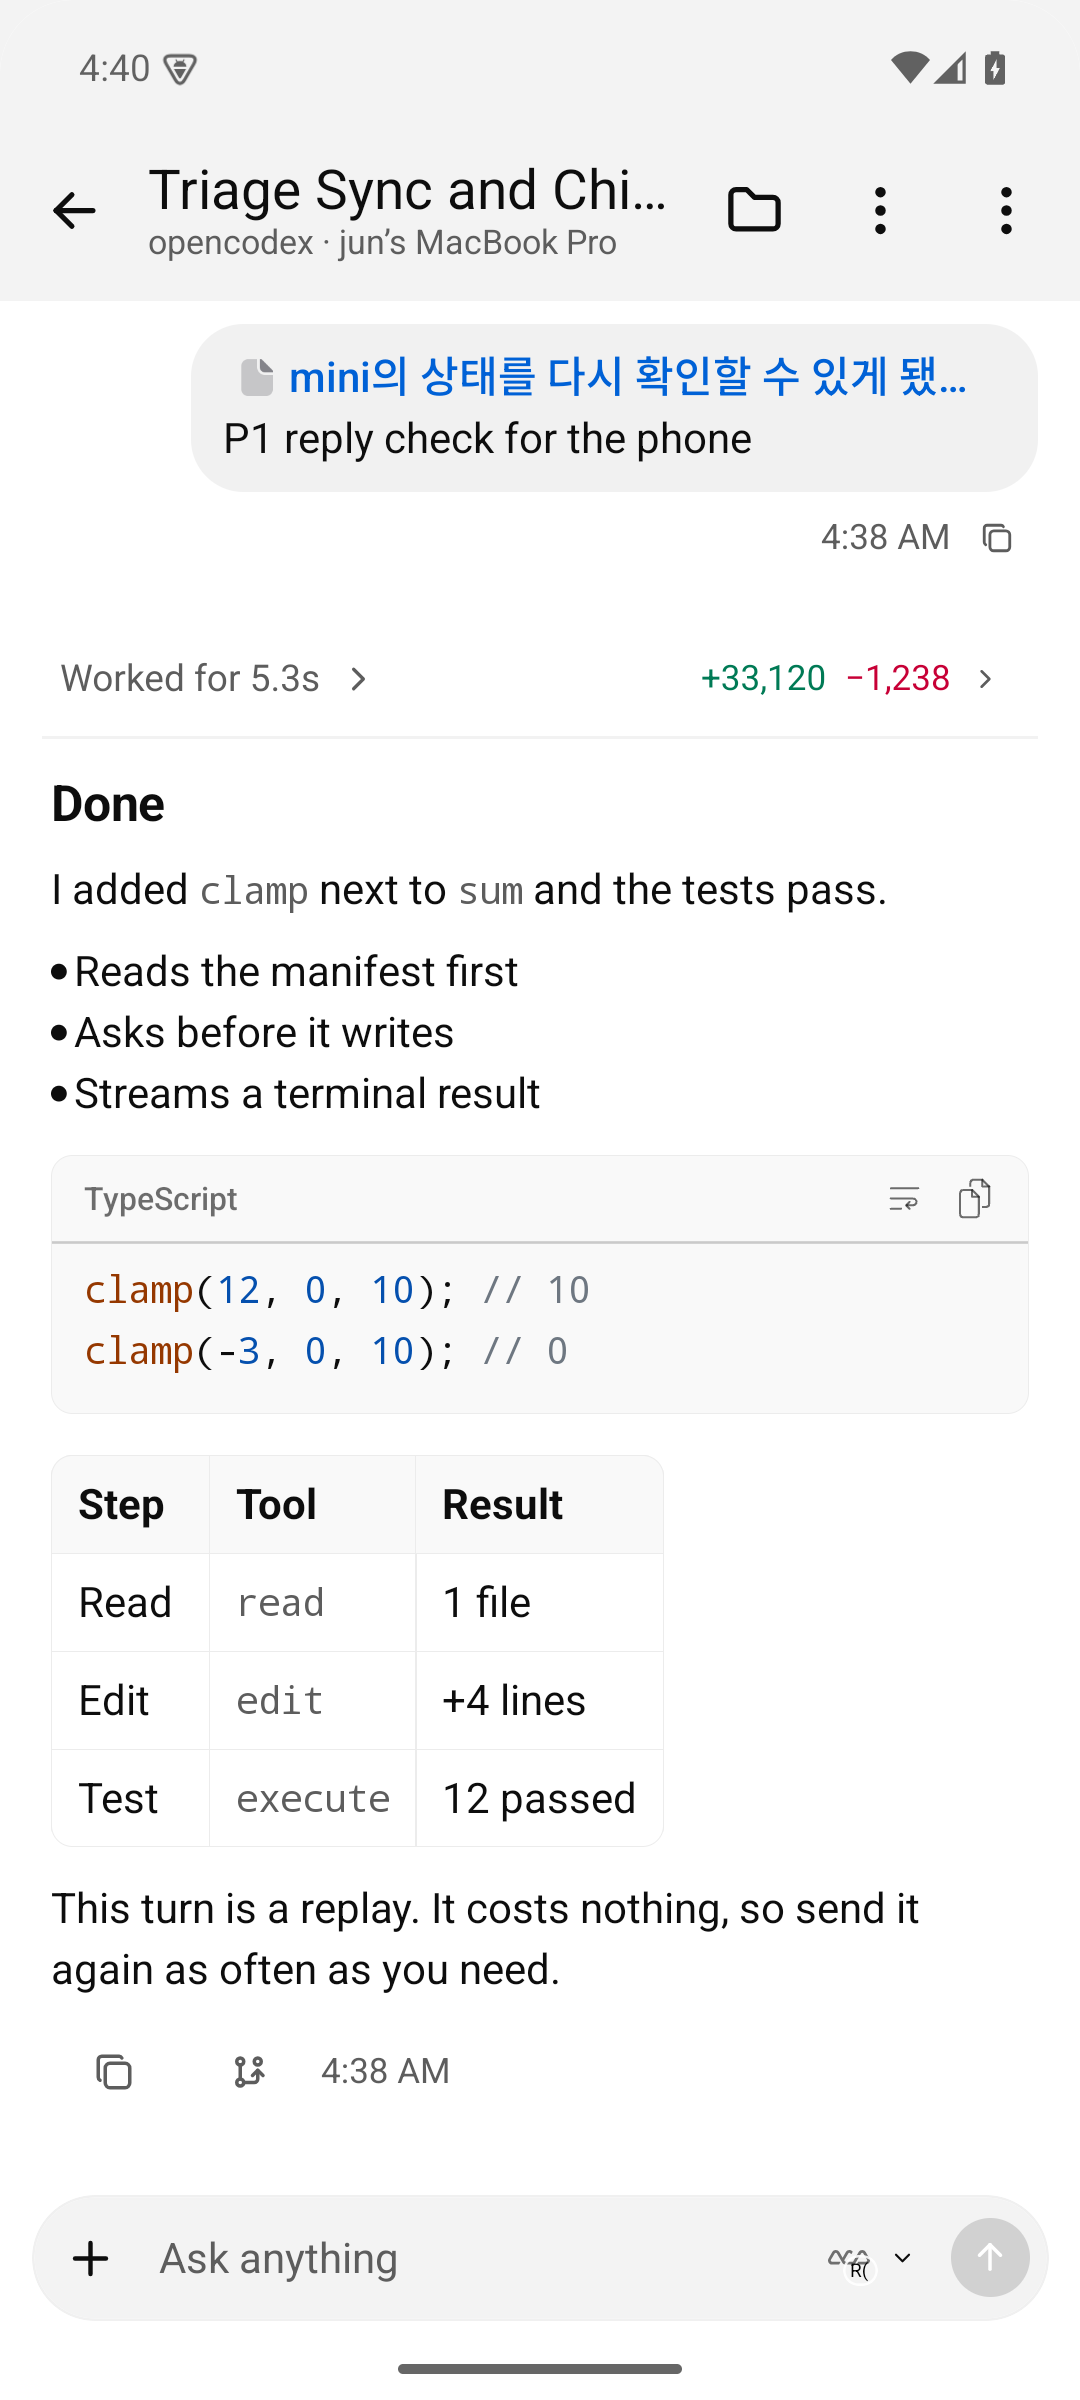 4:40
Triage Sync and Chi...
opencodex · jun’s MacBook Pro
mini의 상태를 다시 확인할 수 있게 됐...
P1 reply check for the phone
4:38 AM
Worked for 5.3s
+33,120 −1,238
Done
I added clamp next to sum and the tests pass.
• Reads the manifest first
• Asks before it writes
• Streams a terminal result
TypeScript
clamp(12, 0, 10); // 10
clamp(-3, 0, 10); // 0
Step Tool Result
Read read 1 file
Edit edit +4 lines
Test execute 12 passed
This turn is a replay. It costs nothing, so send it
again as often as you need.
4:38 AM
Ask anything
R(